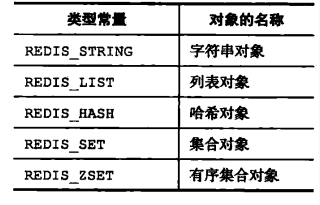 类型常量 对象的名称
REDIS_STRING 字符串对象
REDIS_LIST 列表对象
REDIS_HASH 哈希对象
REDIS_SET 集合对象
REDIS_ZSET 有序集合对象